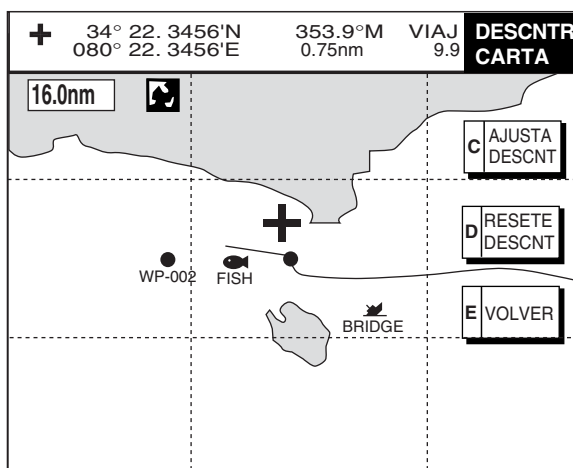 34° 22. 3456'N 353.9°M VIAJ DESCNTR
080° 22. 3456'E 0.75nm 9.9 CARTA
16.0nm
C AJUSTA
DESCNT
D RESETE
DESCNT
WP-002 FISH
E VOLVER
BRIDGE